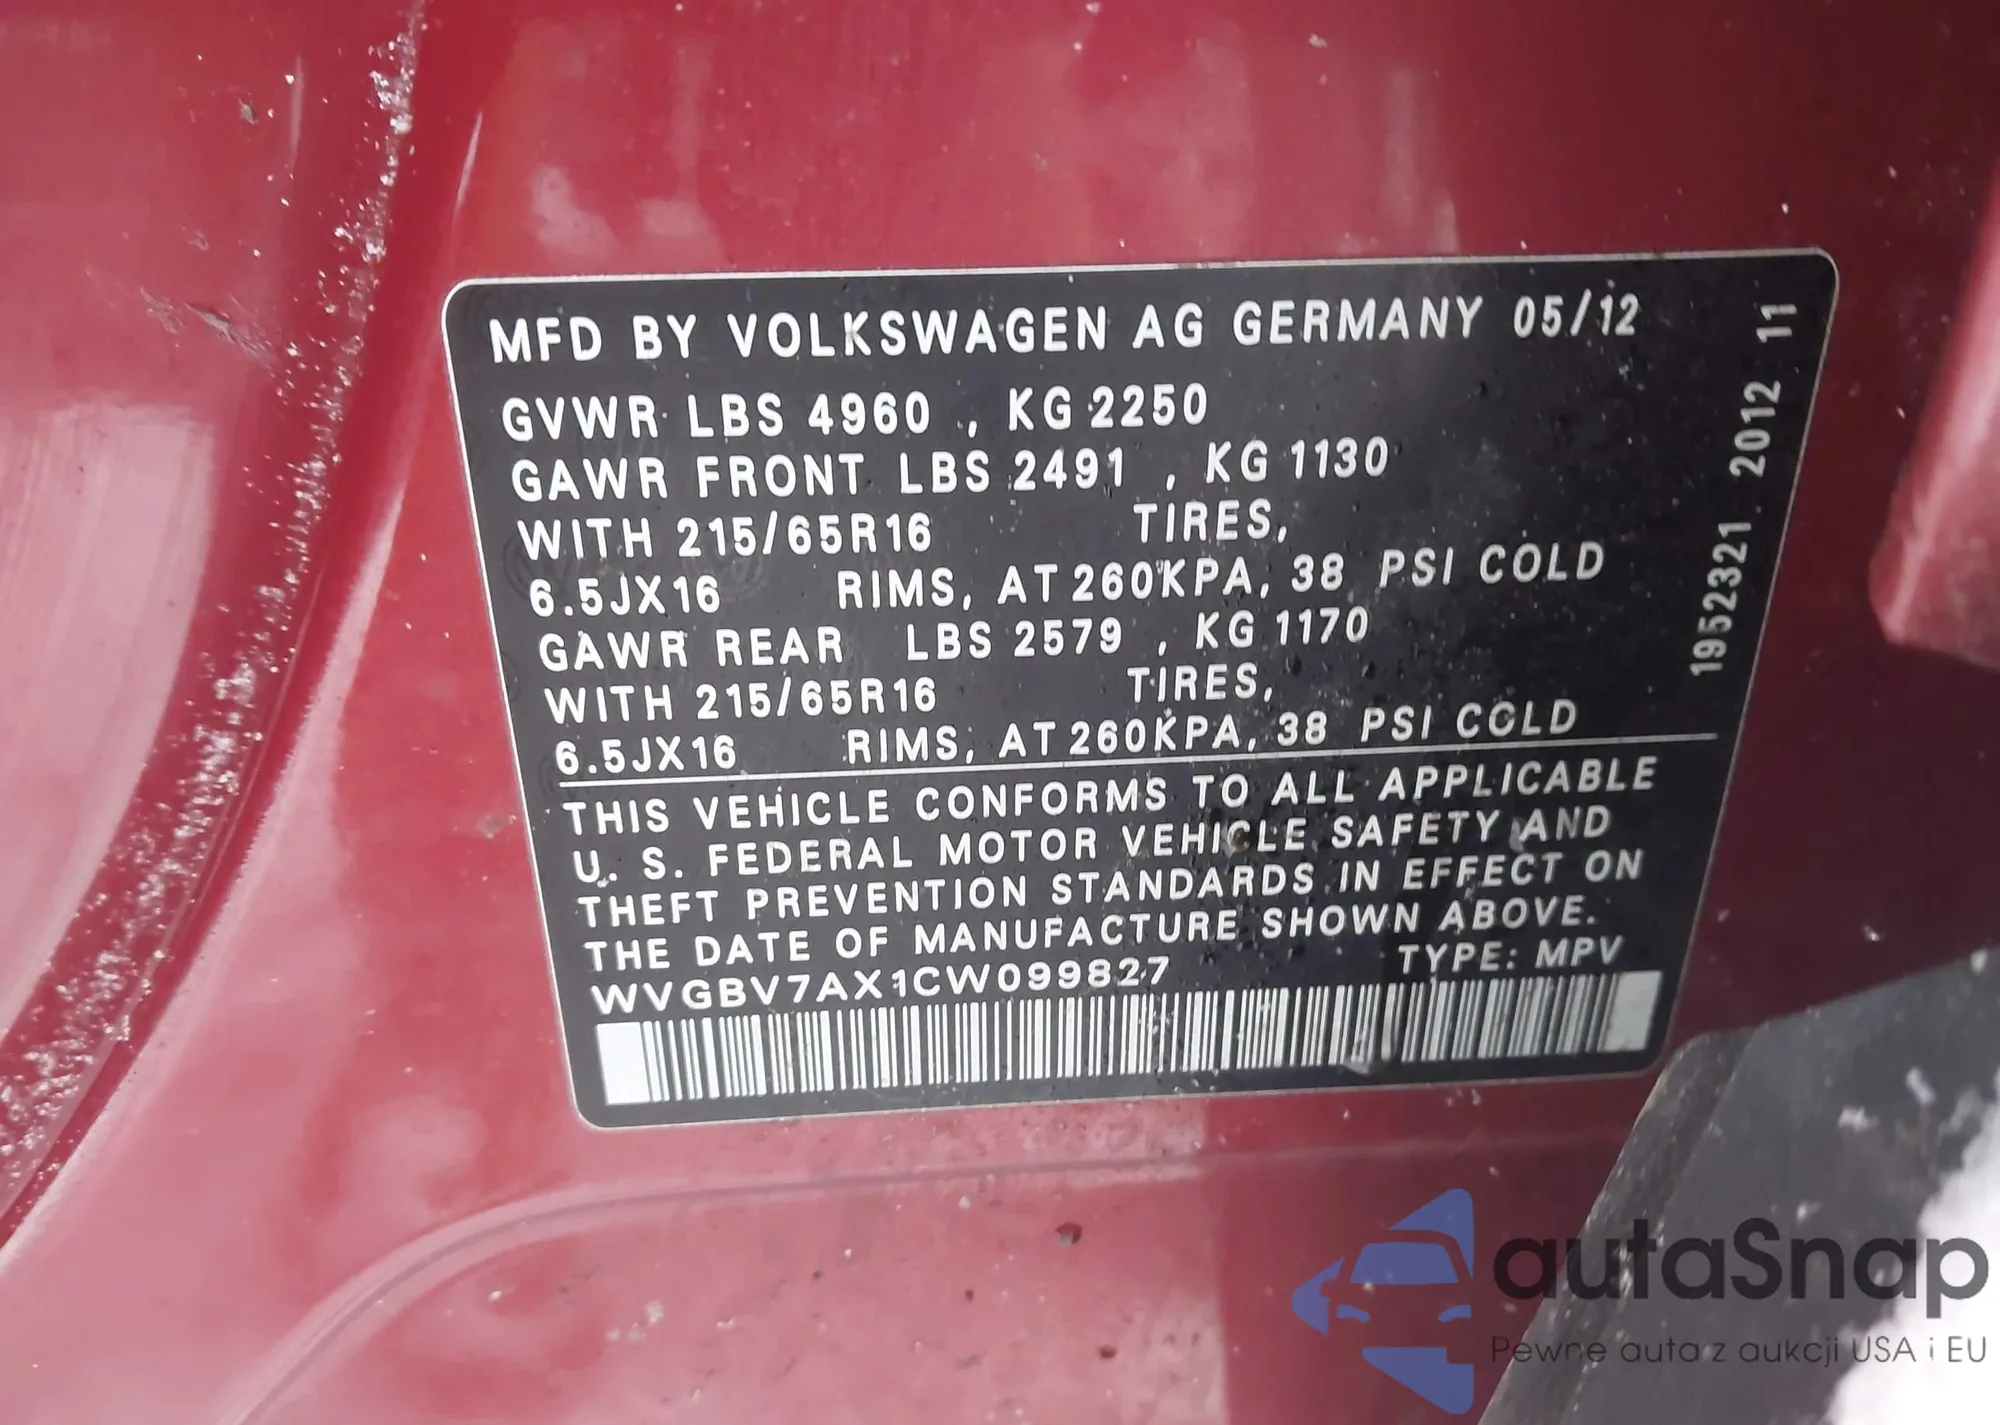 MFD BY VOLKSWAGEN AG GERMANY 05/12
GVWR LBS 4960 , KG 2250
GAWR FRONT LBS 2491 , KG 1130
WITH 215/65R16 TIRES,
6.5JX16 RIMS, AT 260KPA, 38 PSI COLD
GAWR REAR LBS 2579 , KG 1170
WITH 215/65R16 TIRES,
6.5JX16 RIMS, AT 260KPA, 38 PSI COLD
THIS VEHICLE CONFORMS TO ALL APPLICABLE
U. S. FEDERAL MOTOR VEHICLE SAFETY AND
THEFT PREVENTION STANDARDS IN EFFECT ON
THE DATE OF MANUFACTURE SHOWN ABOVE.
WVGBV7AX1CW099827 TYPE: MPV
1952321. 2012 11
autaSnap
Pewne auta z aukcji USA i EU